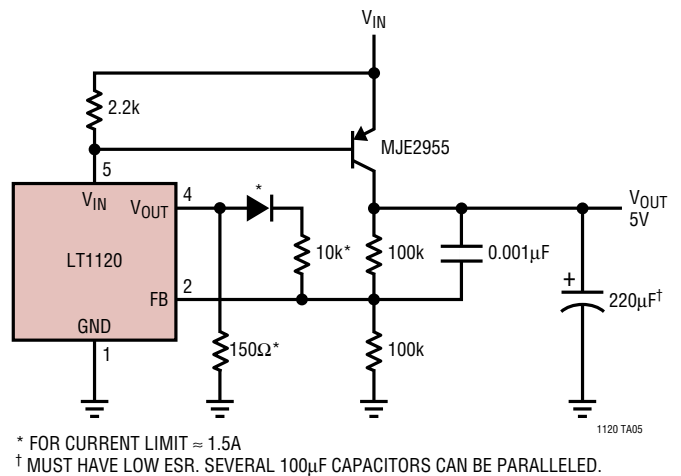 VIN
2.2k
MJE2955
5
VIN
VOUT
4
*
VOUT
5V
LT1120
10k*
100k
0.001µF
FB
2
+
220µF†
GND
1
150Ω*
100k
1120 TA05
* FOR CURRENT LIMIT ≈ 1.5A
† MUST HAVE LOW ESR. SEVERAL 100µF CAPACITORS CAN BE PARALLELED.